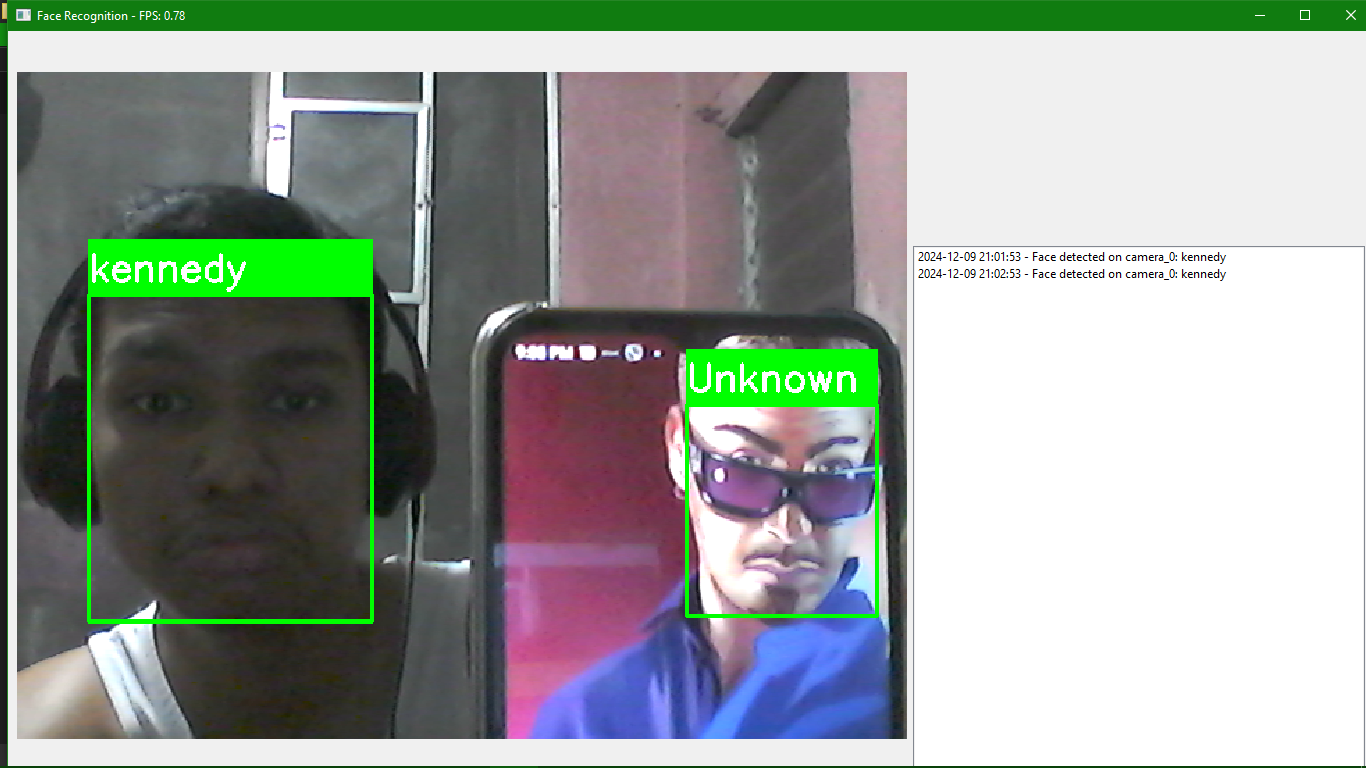 Face Recognition - FPS: 0.78
kennedy
Unknown
2024-12-09 21:01:53 - Face detected on camera_0: kennedy
2024-12-09 21:02:53 - Face detected on camera_0: kennedy